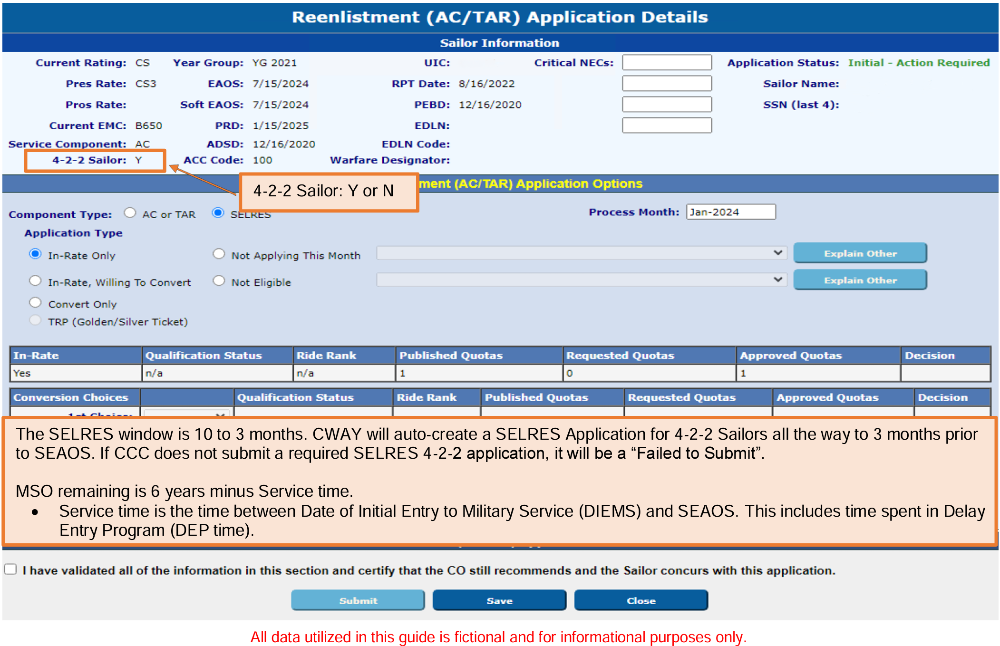 Reenlistment (AC/TAR) Application Details
Sailor Information
Current Rating: CS Year Group: YG 2021 UIC: Critical NECs: Application Status: Initial - Action Required
Pres Rate: CS3 EAOS: 7/15/2024 RPT Date: 8/16/2022 Sailor Name:
Pros Rate: Soft EAOS: 7/15/2024 PEBD: 12/16/2020 SSN (last 4):
Current EMC: B650 PRD: 1/15/2025 EDLN:
Service Component: AC ADSD: 12/16/2020 EDLN Code:
4-2-2 Sailor: Y ACC Code: 100 Warfare Designator:
4-2-2 Sailor: Y or N
ment (AC/TAR) Application Options
Component Type: AC or TAR SELRES Process Month: Jan-2024
Application Type
In-Rate Only Not Applying This Month Explain Other
In-Rate, Willing To Convert Not Eligible Explain Other
Convert Only
TRP (Golden/Silver Ticket)
In-Rate Qualification Status Ride Rank Published Quotas Requested Quotas Approved Quotas Decision
Yes n/a n/a 1 0 1
Conversion Choices Qualification Status Ride Rank Published Quotas Requested Quotas Approved Quotas Decision
1st Choice:
The SELRES window is 10 to 3 months. CWAY will auto-create a SELRES Application for 4-2-2 Sailors all the way to 3 months prior
to SEAOS. If CCC does not submit a required SELRES 4-2-2 application, it will be a “Failed to Submit”.
MSO remaining is 6 years minus Service time.
• Service time is the time between Date of Initial Entry to Military Service (DIEMS) and SEAOS. This includes time spent in Delay
Entry Program (DEP time).
I have validated all of the information in this section and certify that the CO still recommends and the Sailor concurs with this application.
Submit Save Close
All data utilized in this guide is fictional and for informational purposes only.